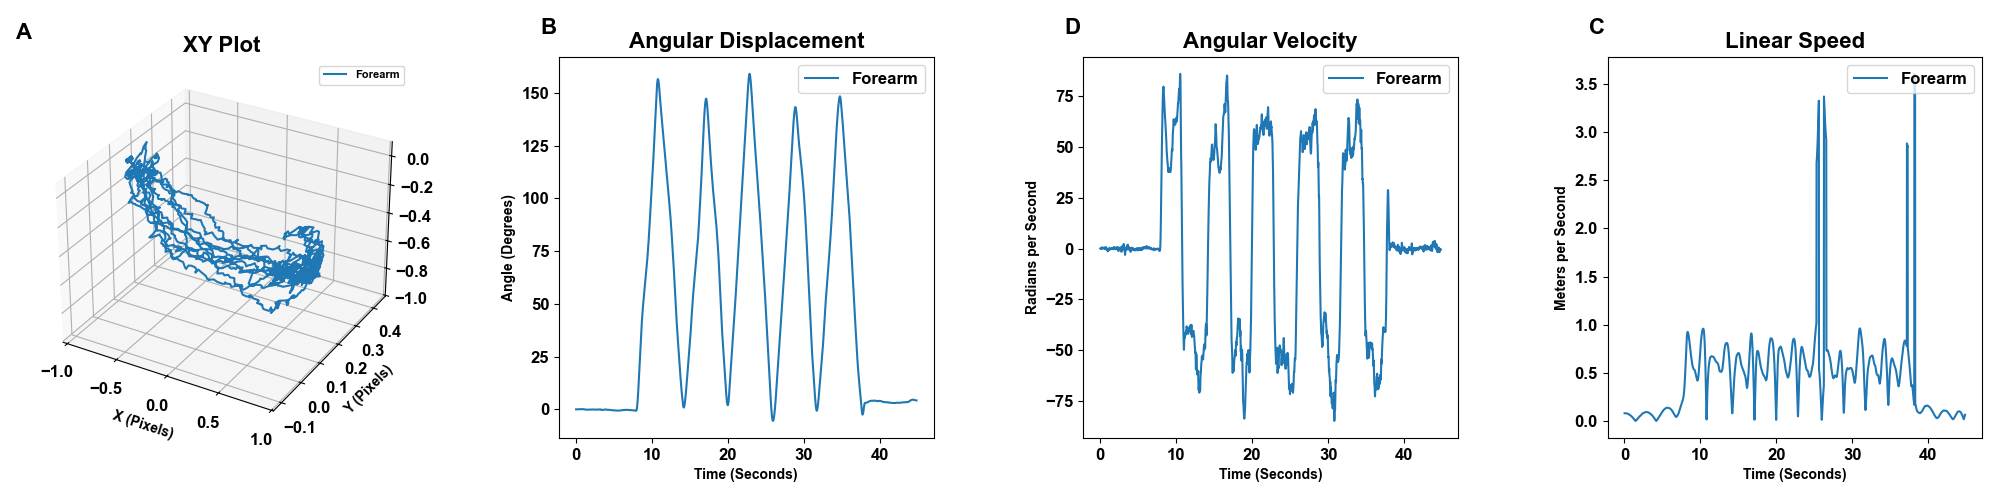 A
XY Plot
Forearm
0.0
−0.2
−0.4
−0.6
−0.8
−1.0
−1.0
−0.5
0.0
0.5
1.0
X (Pixels)
−0.1
0.0
0.1
0.2
0.3
0.4
Y (Pixels)
B
Angular Displacement
Forearm
150
125
100
75
50
25
0
Angle (Degrees)
0 10 20 30 40
Time (Seconds)
D
Angular Velocity
Forearm
75
50
25
0
−25
−50
−75
Radians per Second
0 10 20 30 40
Time (Seconds)
C
Linear Speed
Forearm
3.5
3.0
2.5
2.0
1.5
1.0
0.5
0.0
Meters per Second
0 10 20 30 40
Time (Seconds)